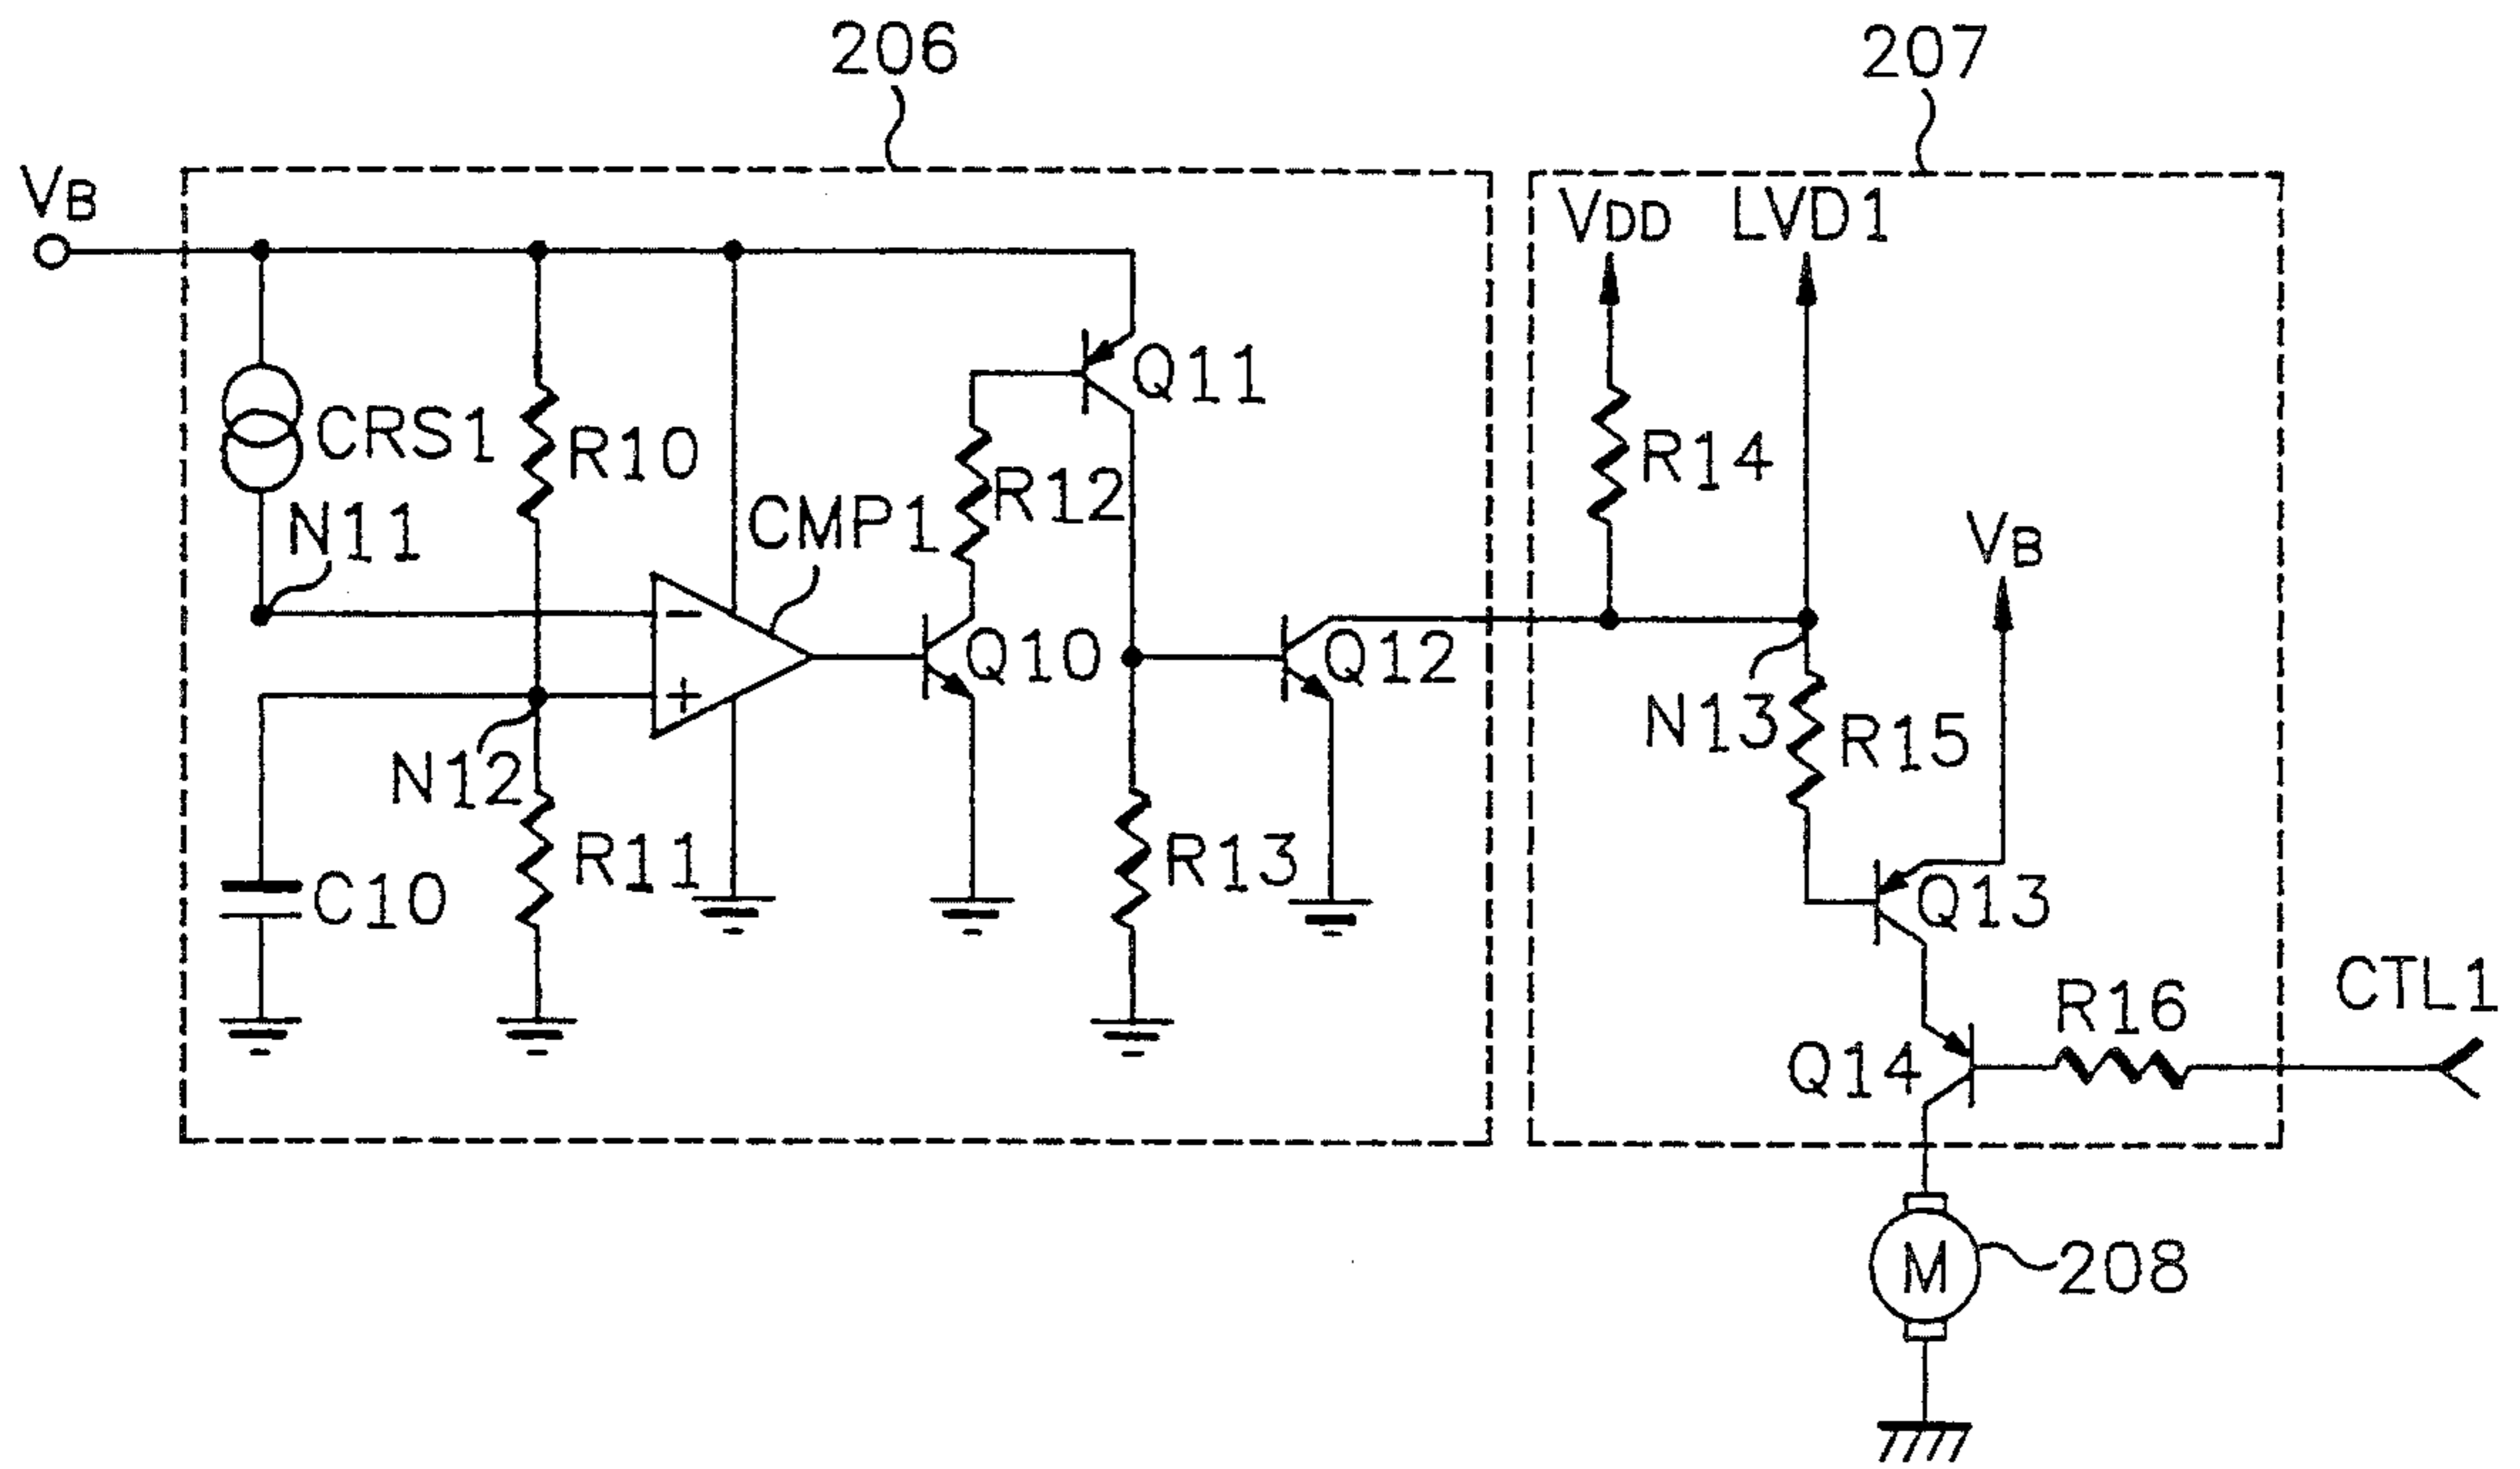 206
207
VB
VDD
LVD1
Q11
CRS1
R10
R14
R12
N11
CMP1
VB
Q10
Q12
N13
R15
N12
R11
R13
C10
Q13
CTL1
R16
Q14
-
+
M
208